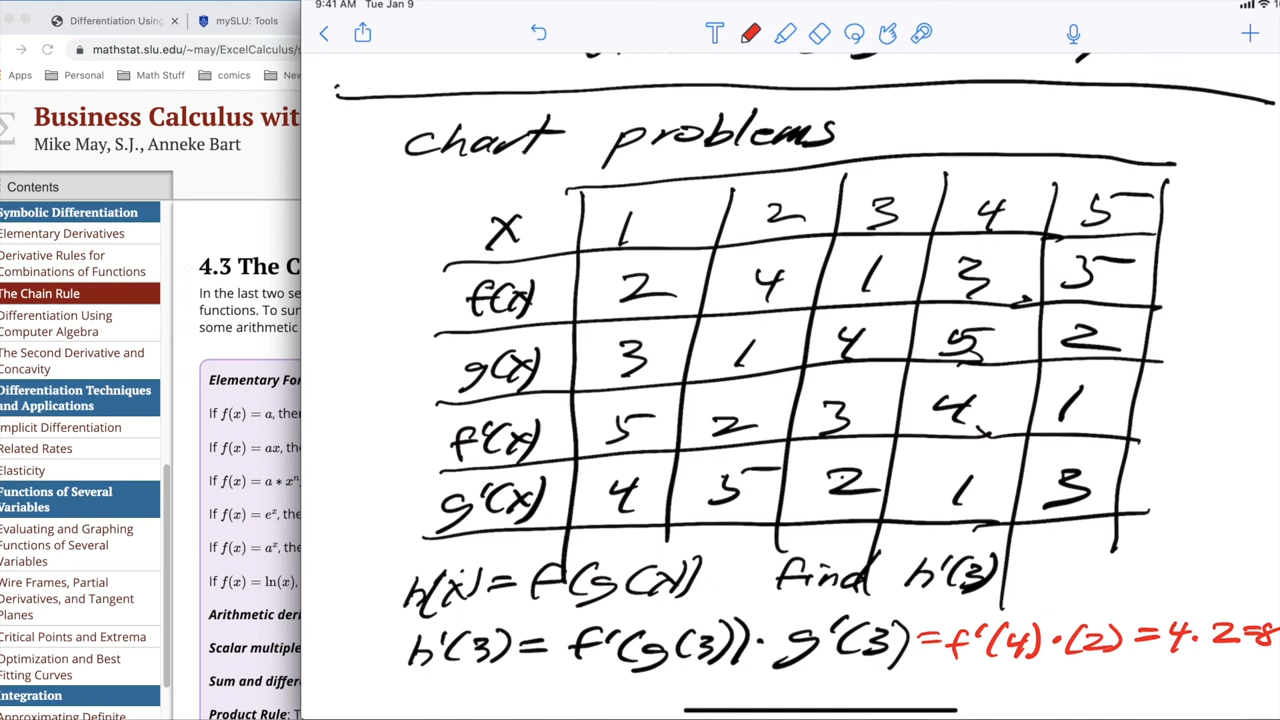 9:41 AM Tue Jan 9
Differentiation Using
mySLU: Tools
mathstat.slu.edu/~may/ExcelCalculus/s
Apps Personal Math Stuff comics Nev
Business Calculus wit
Mike May, S.J., Anneke Bart
Contents
Symbolic Differentiation
Elementary Derivatives
Derivative Rules for
Combinations of Functions
The Chain Rule
Differentiation Using
Computer Algebra
The Second Derivative and
Concavity
Differentiation Techniques
and Applications
mplicit Differentiation
Related Rates
Elasticity
Functions of Several
Variables
Evaluating and Graphing
Functions of Several
Variables
Wire Frames, Partial
Derivatives, and Tangent
Planes
Critical Points and Extrema
Optimization and Best
Fitting Curves
Integration
Approximating Definite
4.3 The C
In the last two se
functions. To sur
some arithmetic
Elementary For
If f(x) = a, the
If f(x) = ax, the
If f(x) = a * x^n
If f(x) = e^x, the
If f(x) = a^x, the
If f(x) = ln(x),
Arithmetic deri
Scalar multiple
Sum and differe
Product Rule: T
chart problems
x 1 2 3 4 5
f(x) 2 4 1 3 5
g(x) 3 1 4 5 2
f'(x) 5 2 3 4 1
g'(x) 4 5 2 1 3
h(x) = f(g(x)) find h'(3)
h'(3) = f'(g(3)) · g'(3) = f'(4) · (2) = 4 · 2 = 8